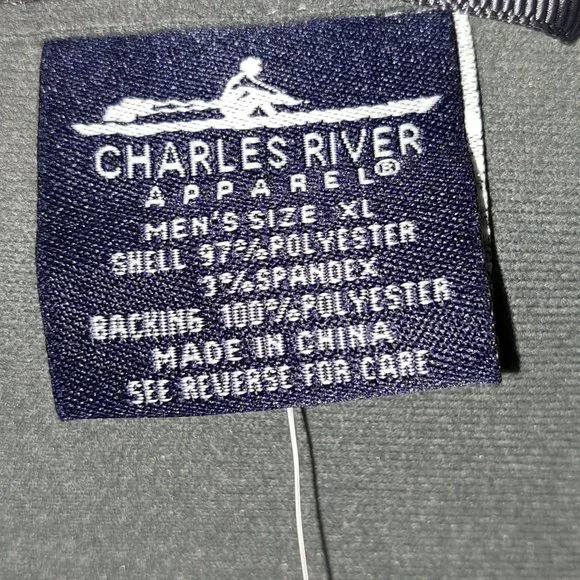 CHARLES RIVER
APPAREL®
MEN'S SIZE XL
SHELL 97% POLYESTER
3% SPANDEX
BACKING 100% POLYESTER
MADE IN CHINA
SEE REVERSE FOR CARE